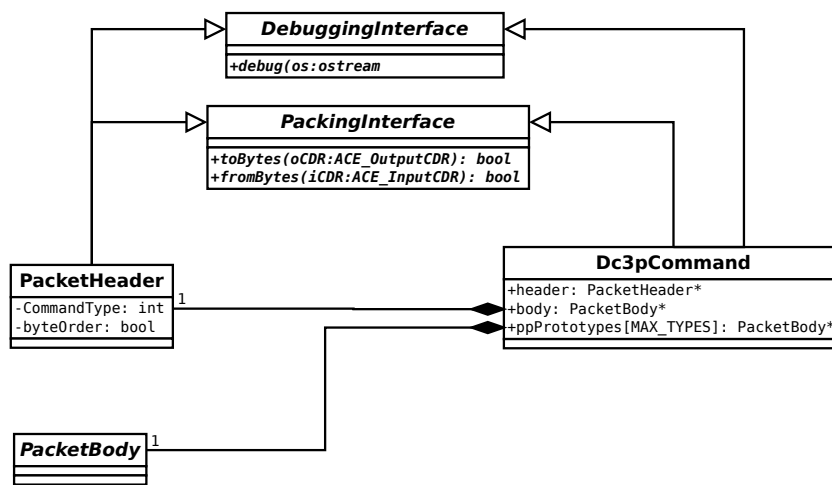 DebuggingInterface
+debug(os:ostream
PackingInterface
+toBytes(oCDR:ACE_OutputCDR): bool
+fromBytes(iCDR:ACE_InputCDR): bool
PacketHeader
-CommandType: int
-byteOrder: bool
1
Dc3pCommand
+header: PacketHeader*
+body: PacketBody*
+ppPrototypes[MAX_TYPES]: PacketBody*
PacketBody
1